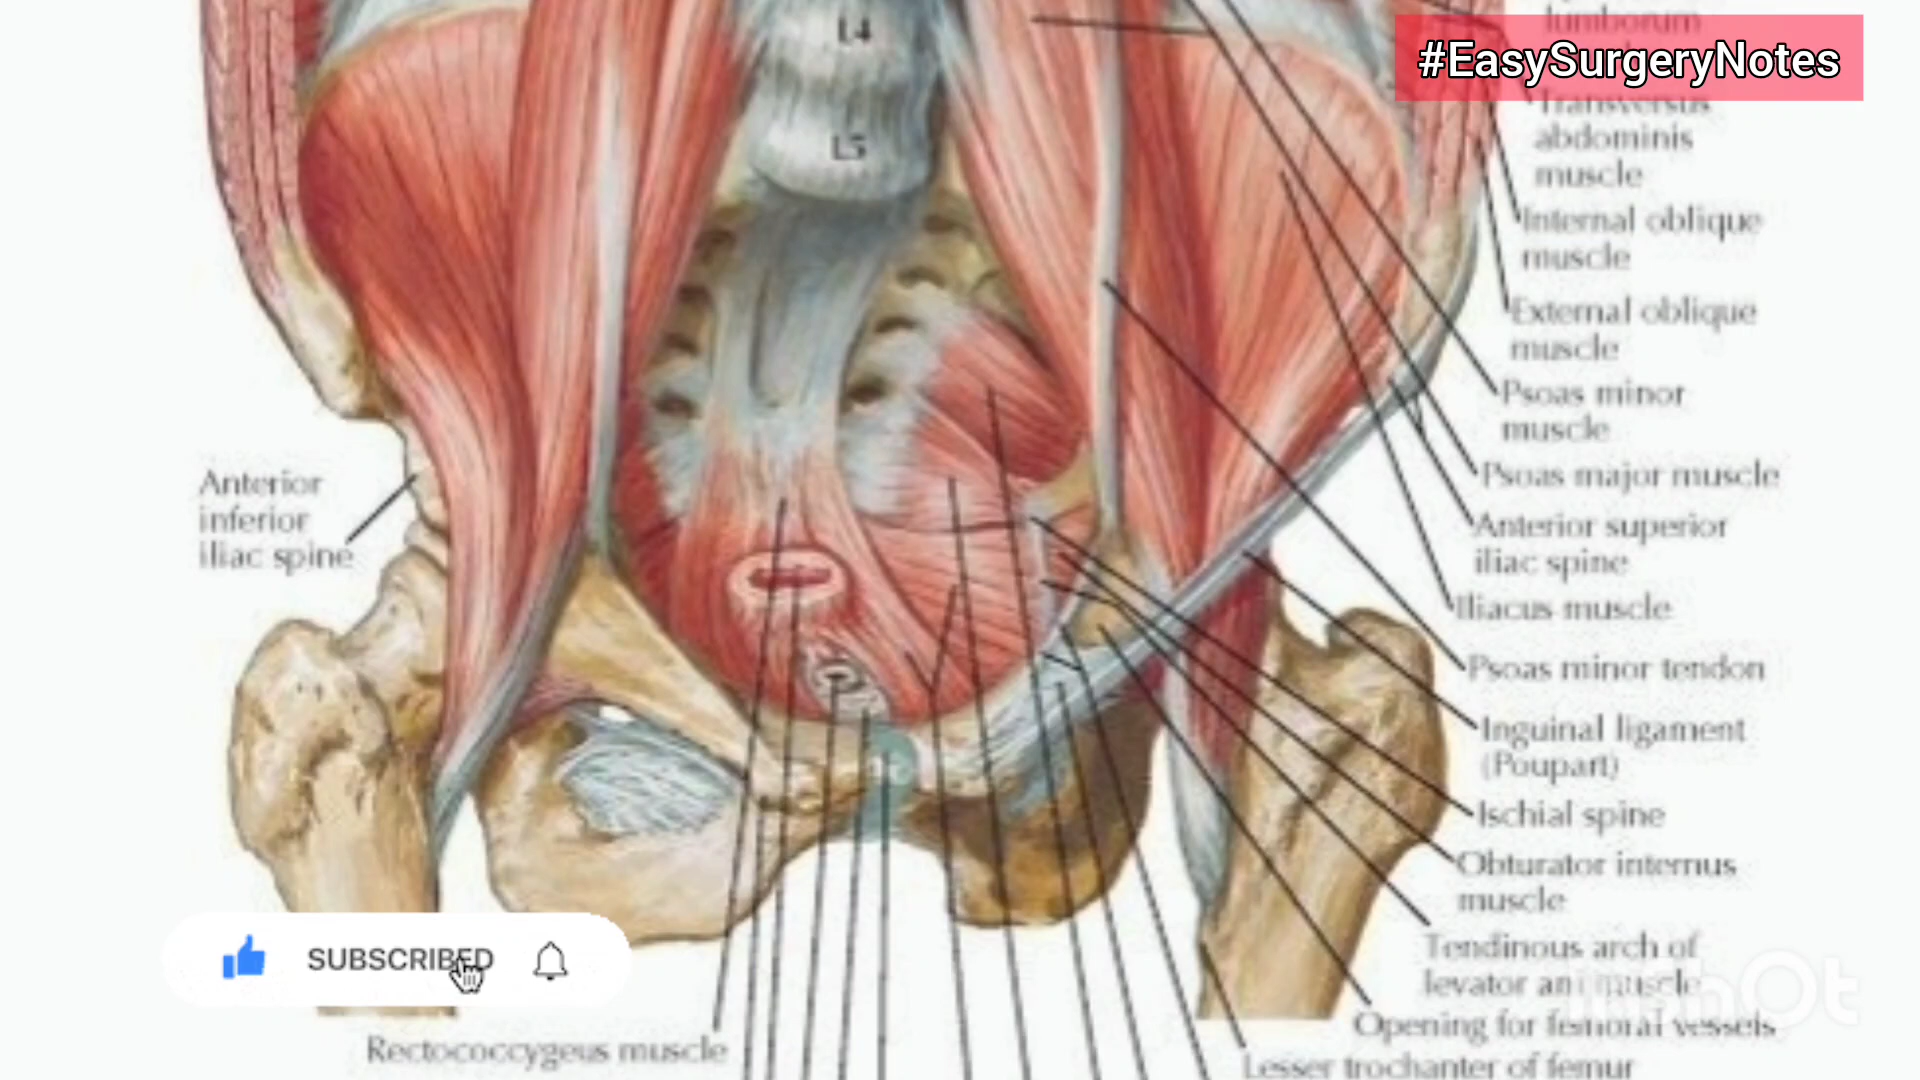 lumborum
#EasySurgeryNotes
Transversus
abdominis
muscle
L4
L5
Internal oblique
muscle
External oblique
muscle
Psoas minor
muscle
Psoas major muscle
Anterior superior
iliac spine
Iliacus muscle
Psoas minor tendon
Inguinal ligament
(Poupart)
Ischial spine
Obturator internus
muscle
Tendinous arch of
levator ani muscle
Opening for femoral vessels
Lesser trochanter of femur
Anterior
inferior
iliac spine
SUBSCRIBED
Rectococcygeus muscle